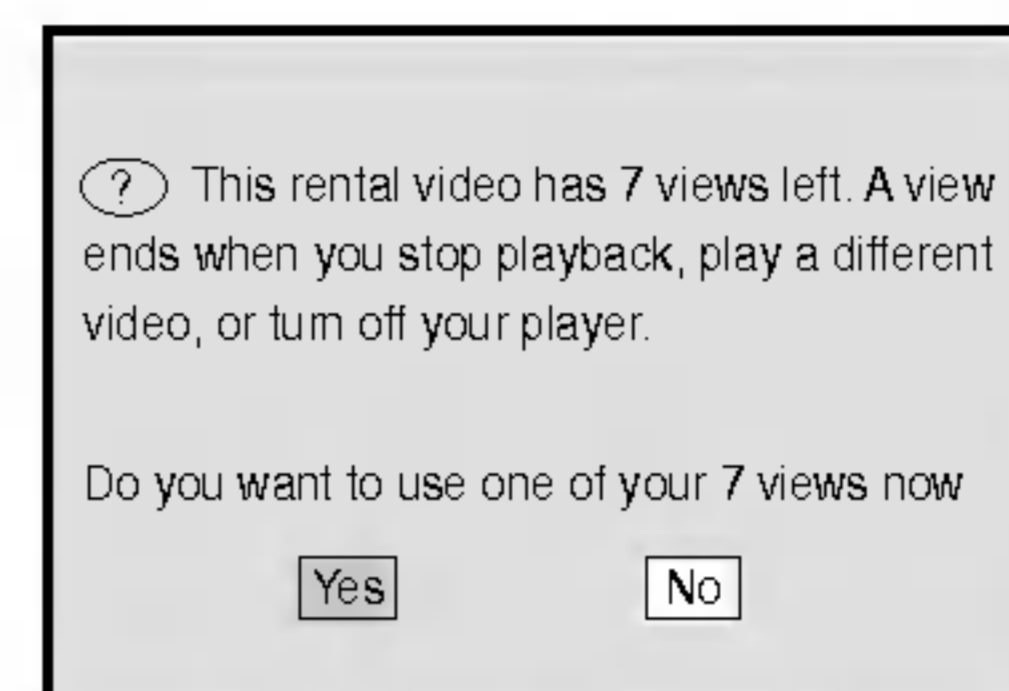 ? This rental video has 7 views left. A view
ends when you stop playback, play a different
video, or turn off your player.
Do you want to use one of your 7 views now
Yes No